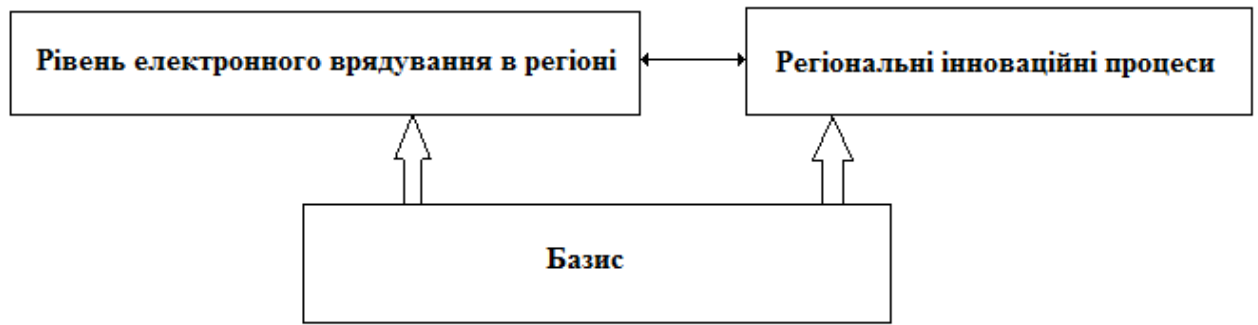 Рівень електронного врядування в регіоні
Регіональні інноваційні процеси
Базис